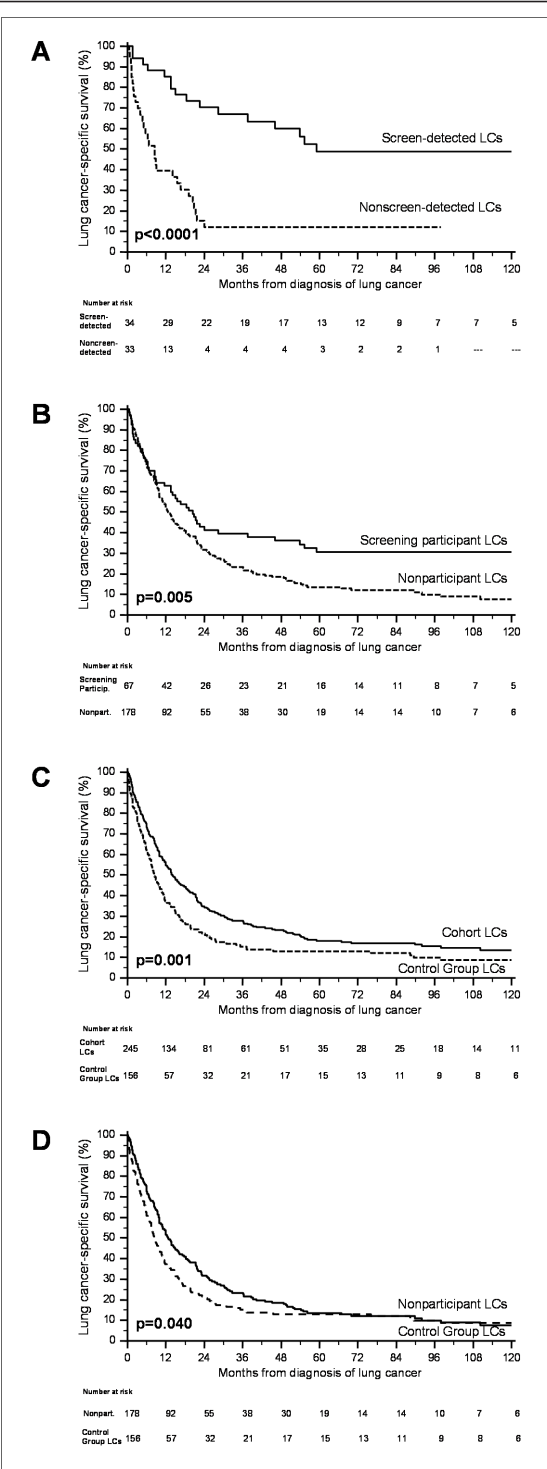 A
Lung cancer-specific survival (%)
100
90
80
70
60
50
40
30
20
10
0
Screen-detected LCs
Nonscreen-detected LCs
p<0.0001
0 12 24 36 48 60 72 84 96 108 120
Months from diagnosis of lung cancer
Number at risk
Screen-
detected 34 29 22 19 17 13 12 9 7 7 5
Noncreen-
detected 33 13 4 4 4 3 2 2 1 --- ---
B
Lung cancer-specific survival (%)
100
90
80
70
60
50
40
30
20
10
0
Screening participant LCs
Nonparticipant LCs
p=0.005
0 12 24 36 48 60 72 84 96 108 120
Months from diagnosis of lung cancer
Number at risk
Screening
Particip. 67 42 26 23 21 16 14 11 8 7 5
Nonpart. 178 92 55 38 30 19 14 14 10 7 6
C
Lung cancer-specific survival (%)
100
90
80
70
60
50
40
30
20
10
0
Cohort LCs
Control Group LCs
p=0.001
0 12 24 36 48 60 72 84 96 108 120
Months from diagnosis of lung cancer
Number at risk
Cohort
LCs 245 134 81 61 51 35 28 25 18 14 11
Control
Group LCs 156 57 32 21 17 15 13 11 9 8 6
D
Lung cancer-specific survival (%)
100
90
80
70
60
50
40
30
20
10
0
Nonparticipant LCs
Control Group LCs
p=0.040
0 12 24 36 48 60 72 84 96 108 120
Months from diagnosis of lung cancer
Number at risk
Nonpart. 178 92 55 38 30 19 14 14 10 7 6
Control
Group LCs 156 57 32 21 17 15 13 11 9 8 6